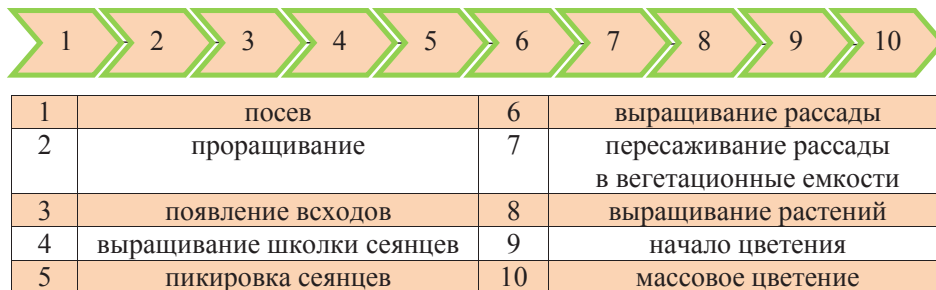 1 2 3 4 5 6 7 8 9 10
1 посев 6 выращивание рассады
2 проращивание 7 пересаживание рассады
в вегетационные емкости
3 появление всходов 8 выращивание растений
4 выращивание школки сеянцев 9 начало цветения
5 пикировка сеянцев 10 массовое цветение